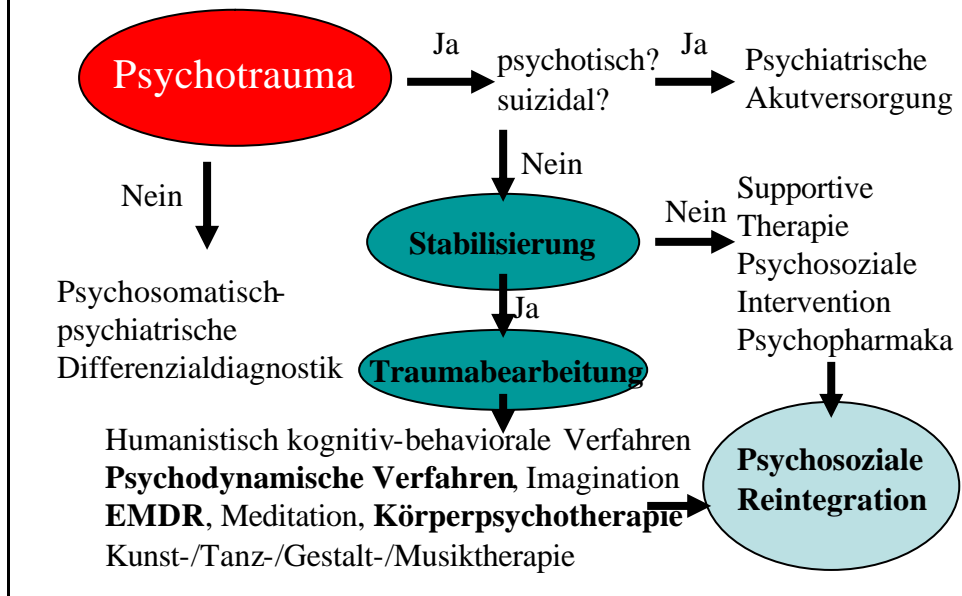 Psychotrauma
Ja
psychotisch?
suizidal?
Ja
Psychiatrische
Akutversorgung
Nein
Nein
Stabilisierung
Nein
Supportive
Therapie
Psychosoziale
Intervention
Psychopharmaka
Psychosomatisch-
psychiatrische
Differenzialdiagnostik
Ja
Traumabearbeitung
Humanistisch kognitiv-behaviorale Verfahren
Psychodynamische Verfahren, Imagination
EMDR, Meditation, Körperpsychotherapie
Kunst-/Tanz-/Gestalt-/Musiktherapie
Psychosoziale
Reintegration